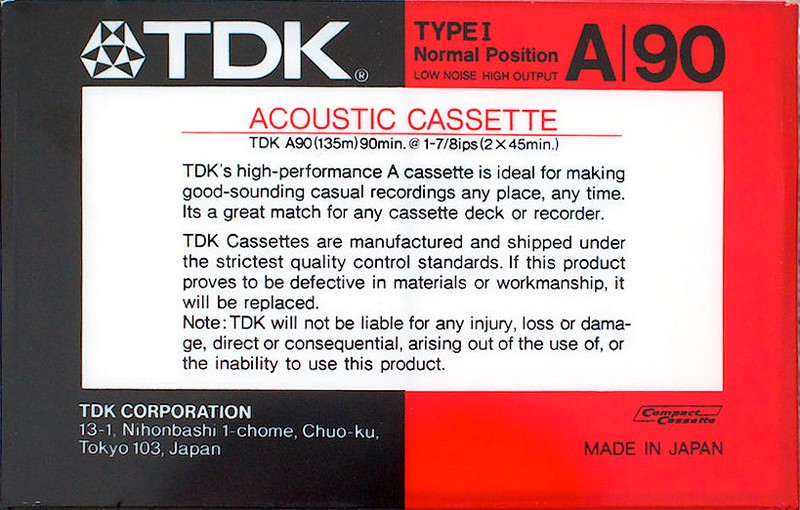 TDK®
TYPE I
Normal Position
LOW NOISE HIGH OUTPUT
A|90
ACOUSTIC CASSETTE
TDK A90(135m)90min. @ 1-7/8ips(2×45min.)
TDK's high-performance A cassette is ideal for making
good-sounding casual recordings any place, any time.
Its a great match for any cassette deck or recorder.
TDK Cassettes are manufactured and shipped under
the strictest quality control standards. If this product
proves to be defective in materials or workmanship, it
will be replaced.
Note: TDK will not be liable for any injury, loss or dama-
ge, direct or consequential, arising out of the use of, or
the inability to use this product.
TDK CORPORATION
13-1, Nihonbashi 1-chome, Chuo-ku,
Tokyo 103, Japan
Compact
Cassette
MADE IN JAPAN